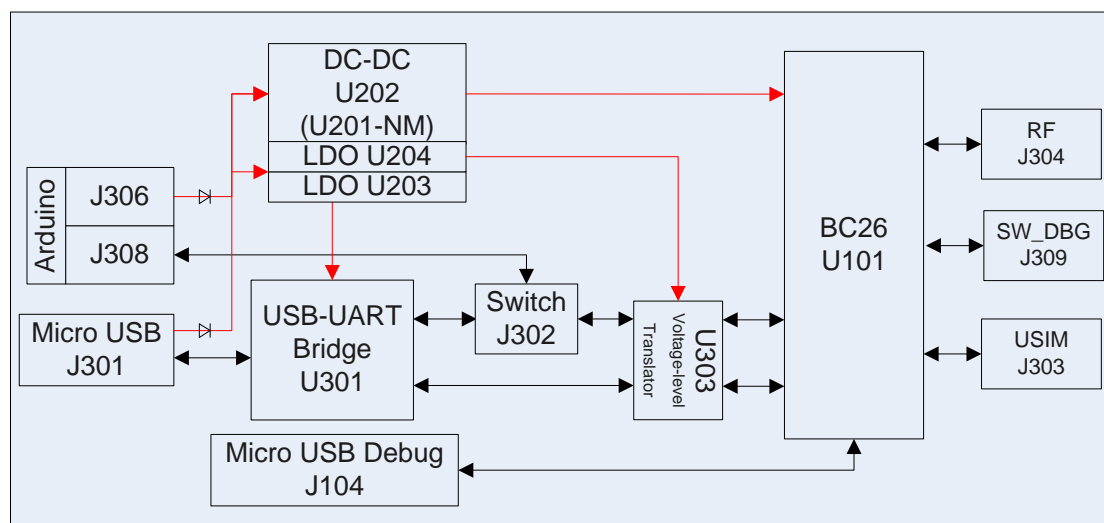 DC-DC
U202
(U201-NM)
LDO U204
LDO U203
Arduino
J306
J308
Micro USB
J301
USB-UART
Bridge
U301
Switch
J302
U303
Voltage-level
Translator
BC26
U101
RF
J304
SW_DBG
J309
USIM
J303
Micro USB Debug
J104